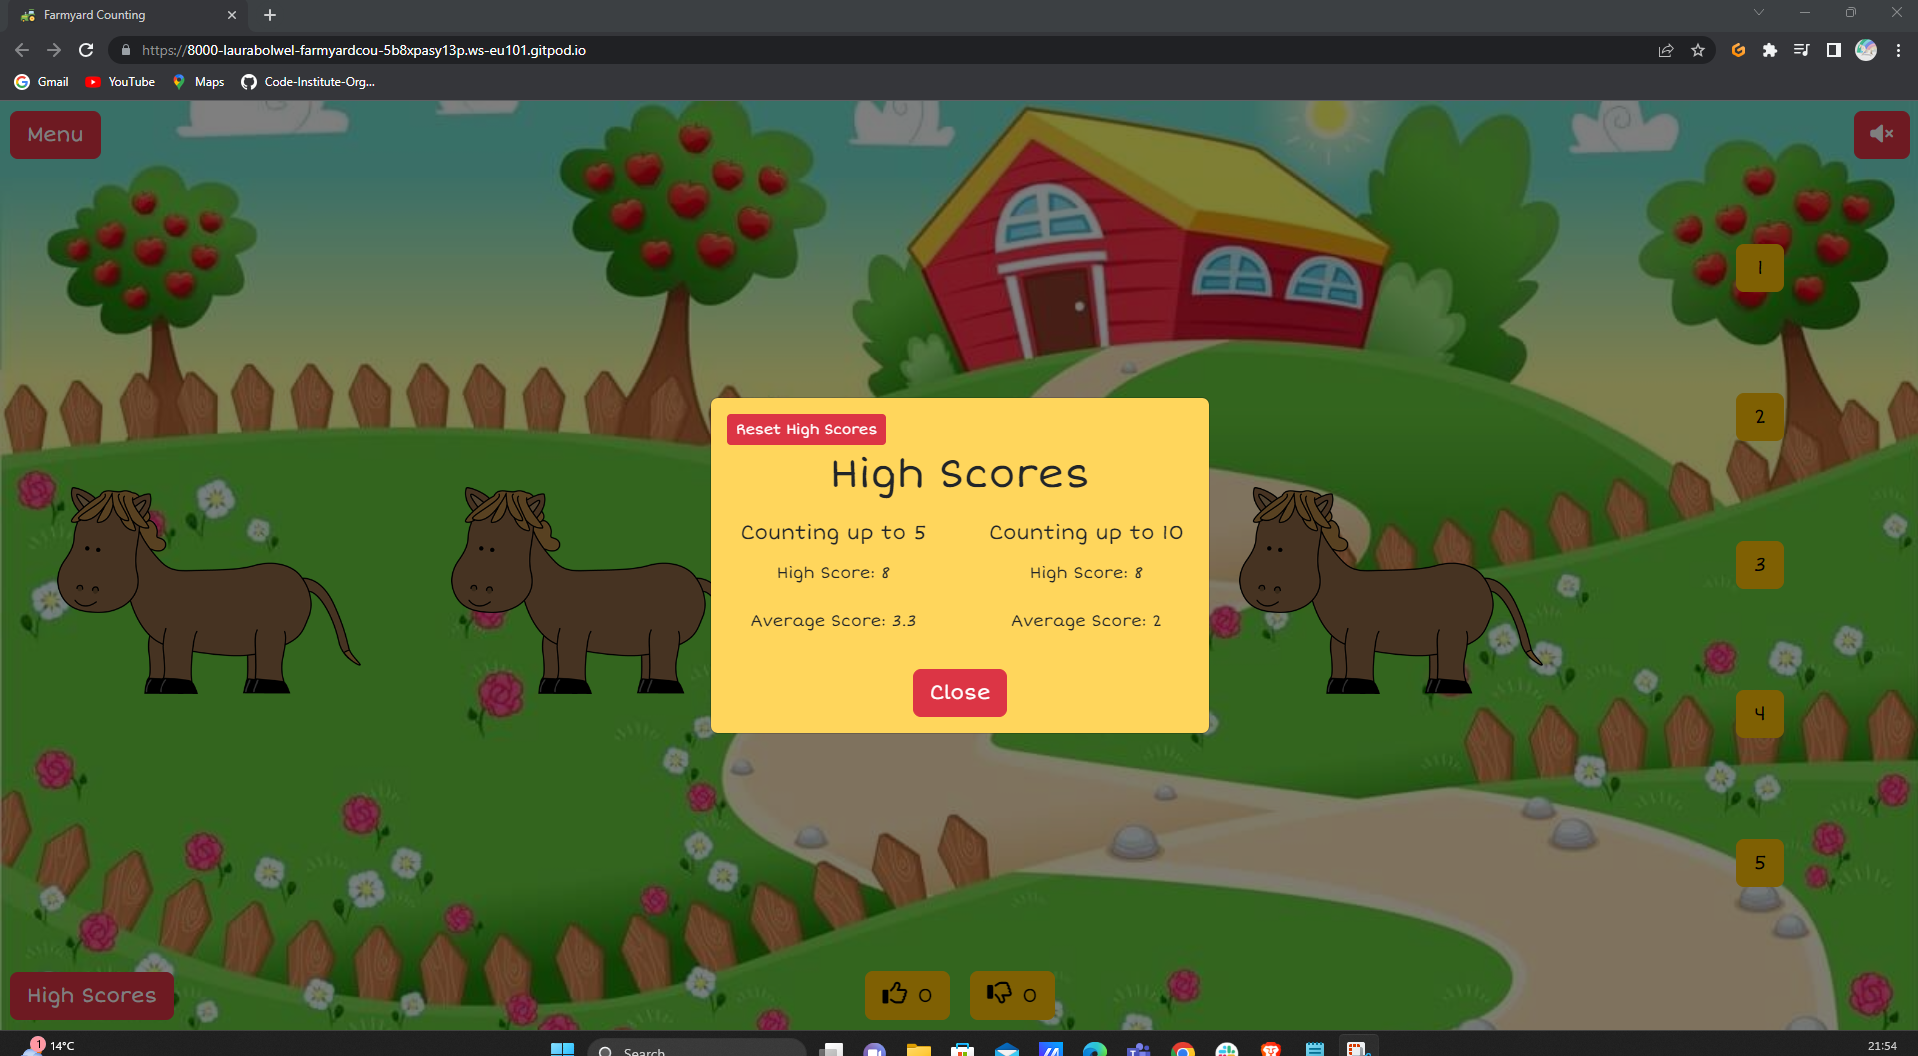 Farmyard Counting
https://8000-laurabolwel-farmyardcou-5b8xpasy13p.ws-eu101.gitpod.io
Gmail YouTube Maps Code-Institute-Org...
Menu
1
2
3
4
5
Reset High Scores
High Scores
Counting up to 5 Counting up to 10
High Score: 8 High Score: 8
Average Score: 3.3 Average Score: 2
Close
High Scores
0 0
1 14°C
Search
21:54